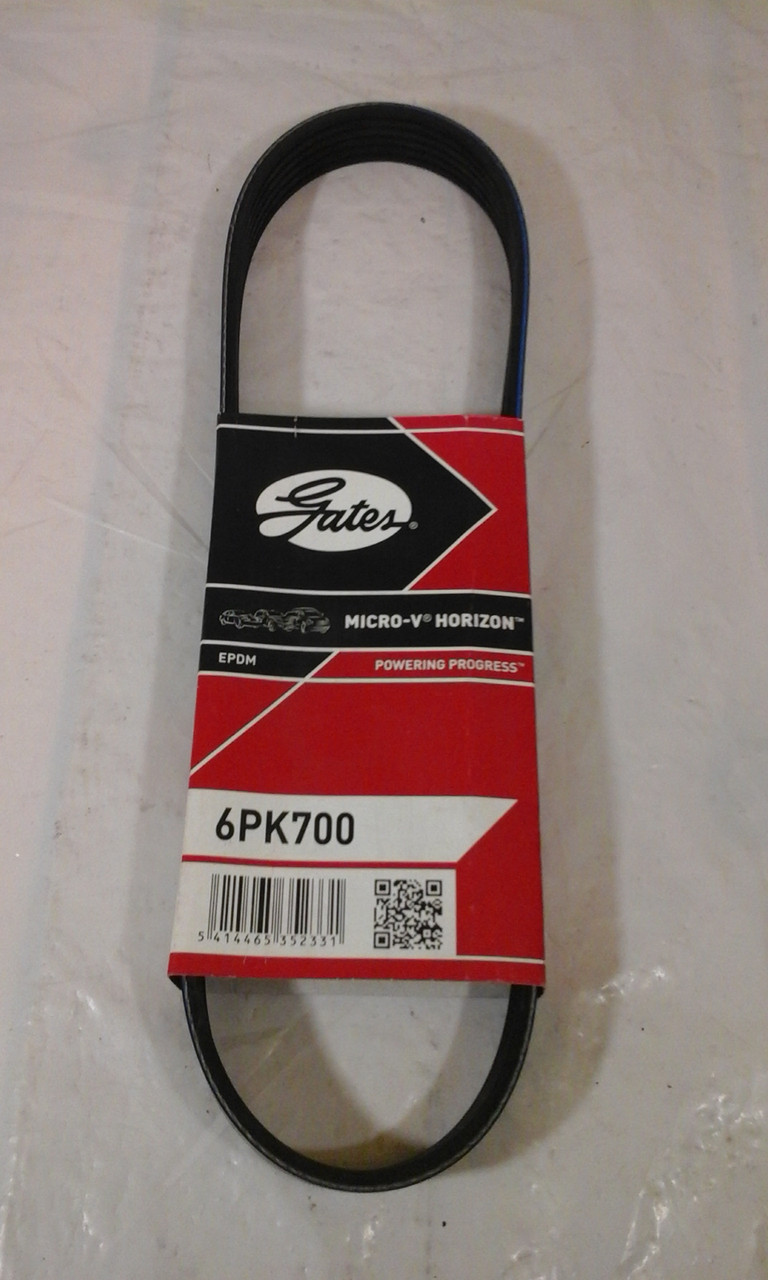 Gates®
MICRO-V® HORIZON™
EPDM
POWERING PROGRESS™
6PK700
5 414465 352331